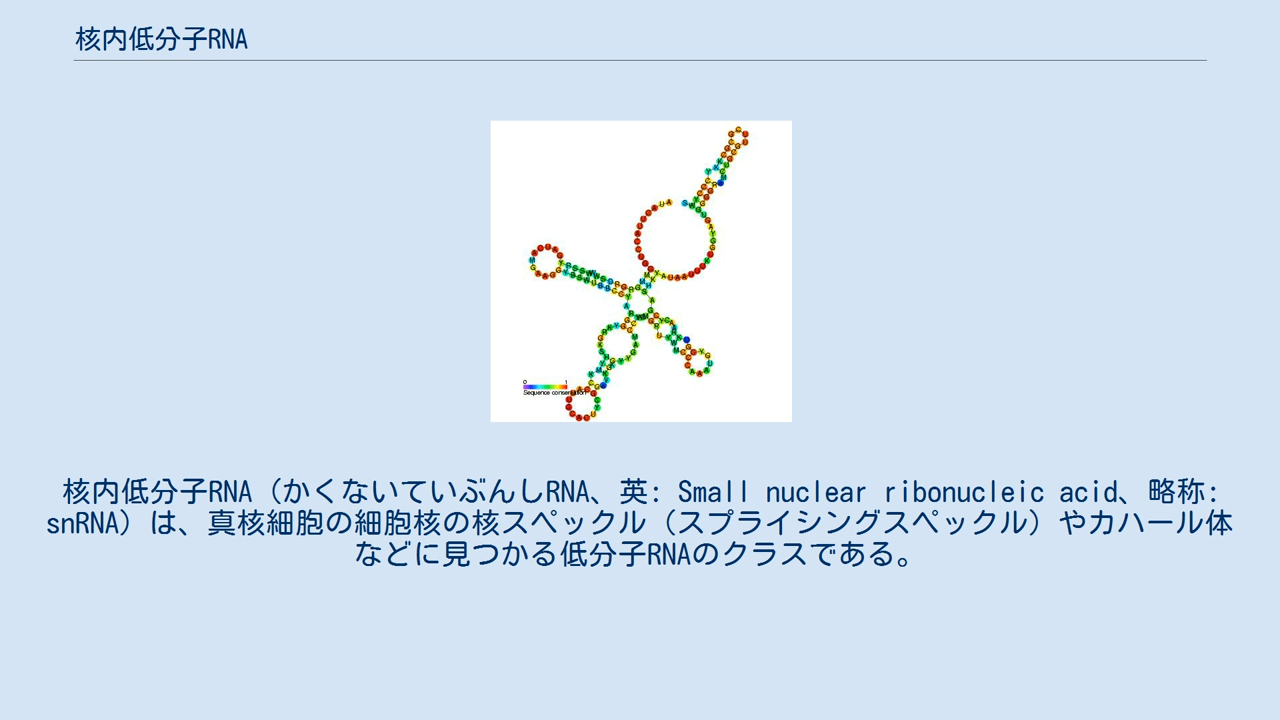 核内低分子RNA
0 1
核内低分子RNA（かくないていぶんしRNA、英: Small nuclear ribonucleic acid、略称:
snRNA）は、真核細胞の細胞核の核スペックル（スプライシングスペックル）やカハール体
などに見つかる低分子RNAのクラスである。